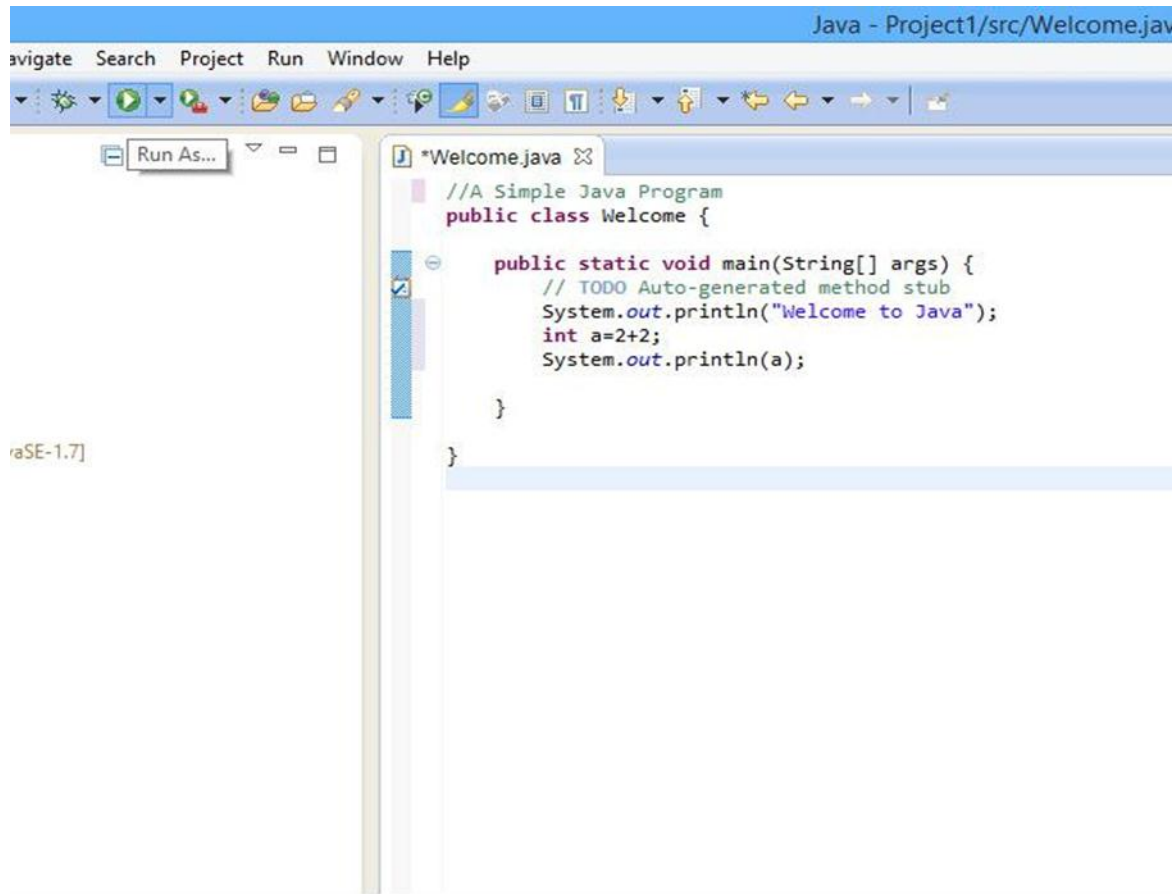 Java - Project1/src/Welcome.jav
avigate Search Project Run Window Help
Run As...
*Welcome.java
//A Simple Java Program
public class Welcome {
public static void main(String[] args) {
// TODO Auto-generated method stub
System.out.println("Welcome to Java");
int a=2+2;
System.out.println(a);
}
vaSE-1.7]
}